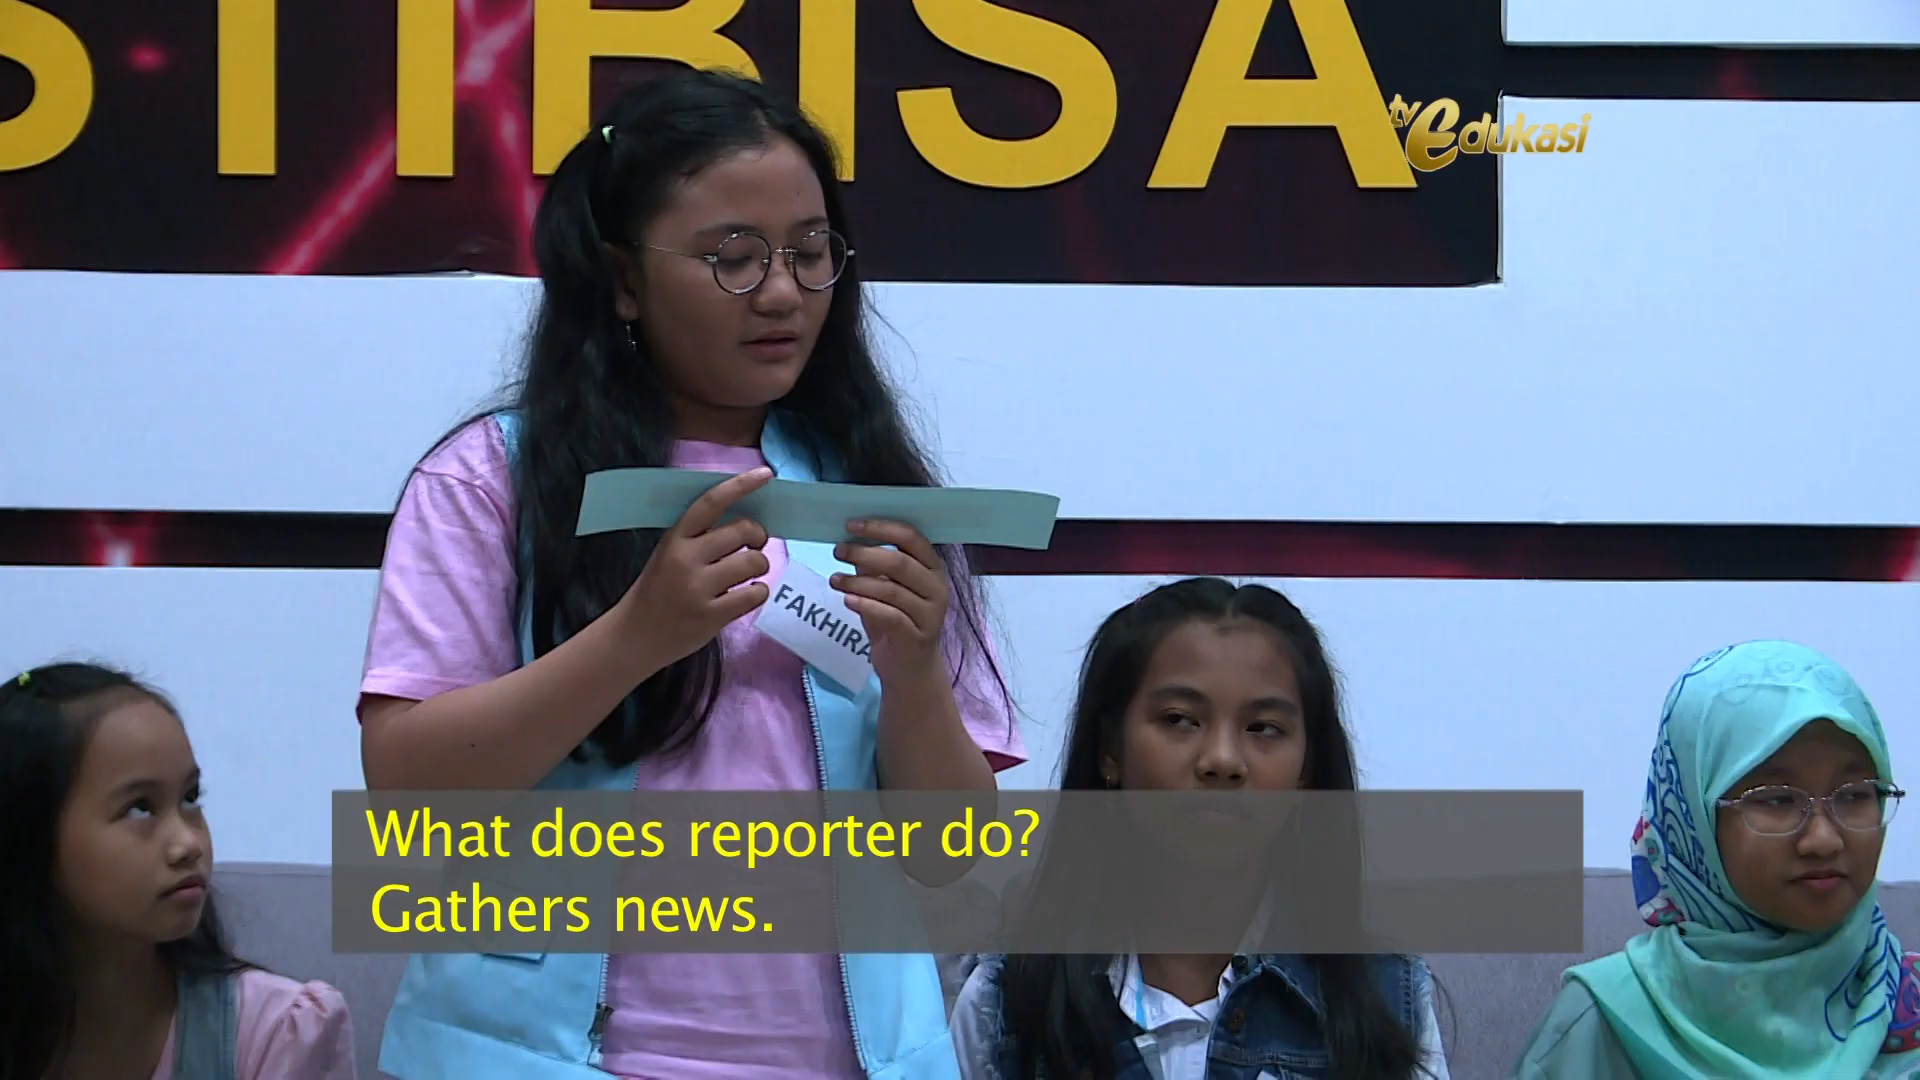 STIBISA
tv Edukasi
FAKHIRA
What does reporter do?
Gathers news.